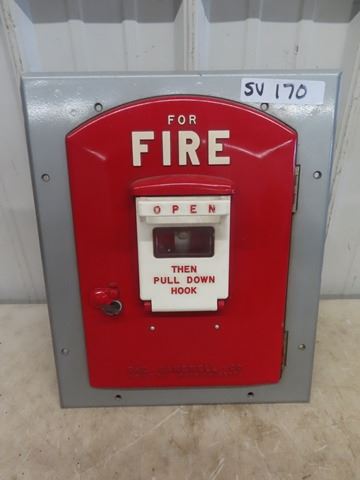 SV 170
FOR
FIRE
OPEN
THEN
PULL DOWN
HOOK